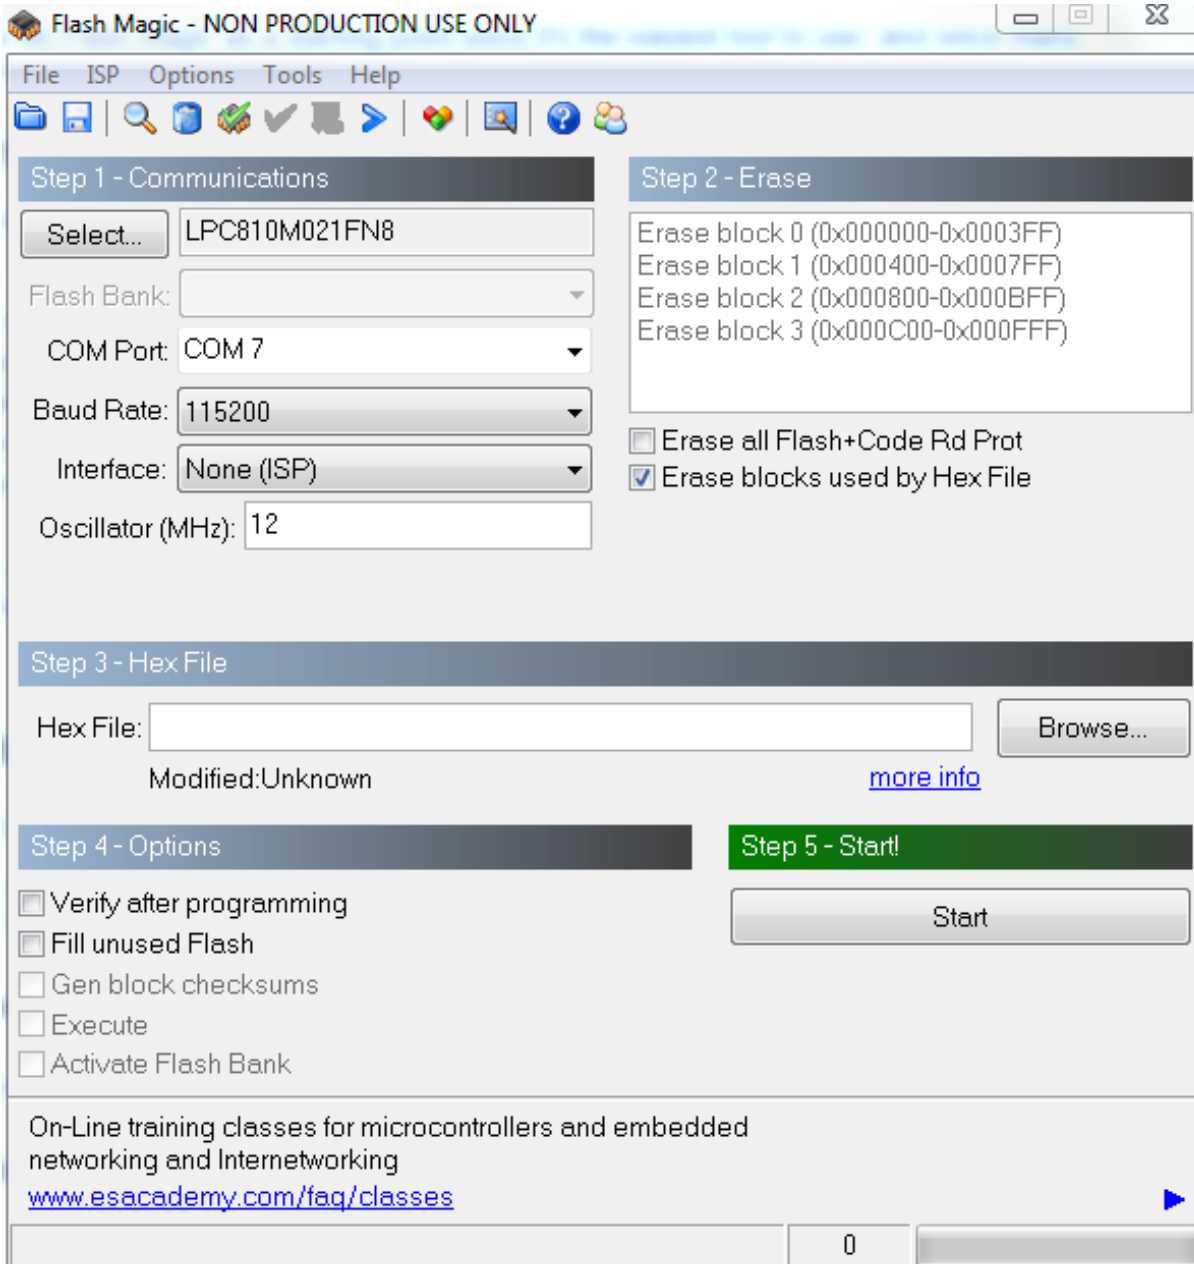 Flash Magic - NON PRODUCTION USE ONLY
File ISP Options Tools Help
Step 1 - Communications
Select... LPC810M021FN8
Flash Bank:
COM Port: COM 7
Baud Rate: 115200
Interface: None (ISP)
Oscillator (MHz): 12
Step 2 - Erase
Erase block 0 (0x000000-0x0003FF)
Erase block 1 (0x000400-0x0007FF)
Erase block 2 (0x000800-0x000BFF)
Erase block 3 (0x000C00-0x000FFF)
Erase all Flash+Code Rd Prot
Erase blocks used by Hex File
Step 3 - Hex File
Hex File: Browse...
Modified:Unknown more info
Step 4 - Options
Verify after programming
Fill unused Flash
Gen block checksums
Execute
Activate Flash Bank
Step 5 - Start!
Start
On-Line training classes for microcontrollers and embedded
networking and Internetworking
www.esacademy.com/faq/classes
0